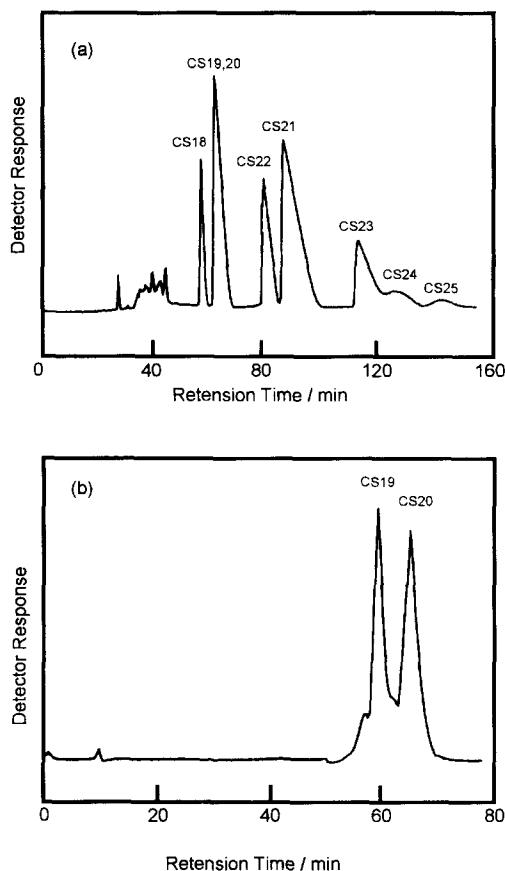 (a)
CS19,20
CS18
CS21
CS22
CS23
CS24
CS25
Detector Response
0 40 80 120 160
Retension Time / min
(b)
CS19
CS20
Detector Response
0 20 40 60 80
Retension Time / min